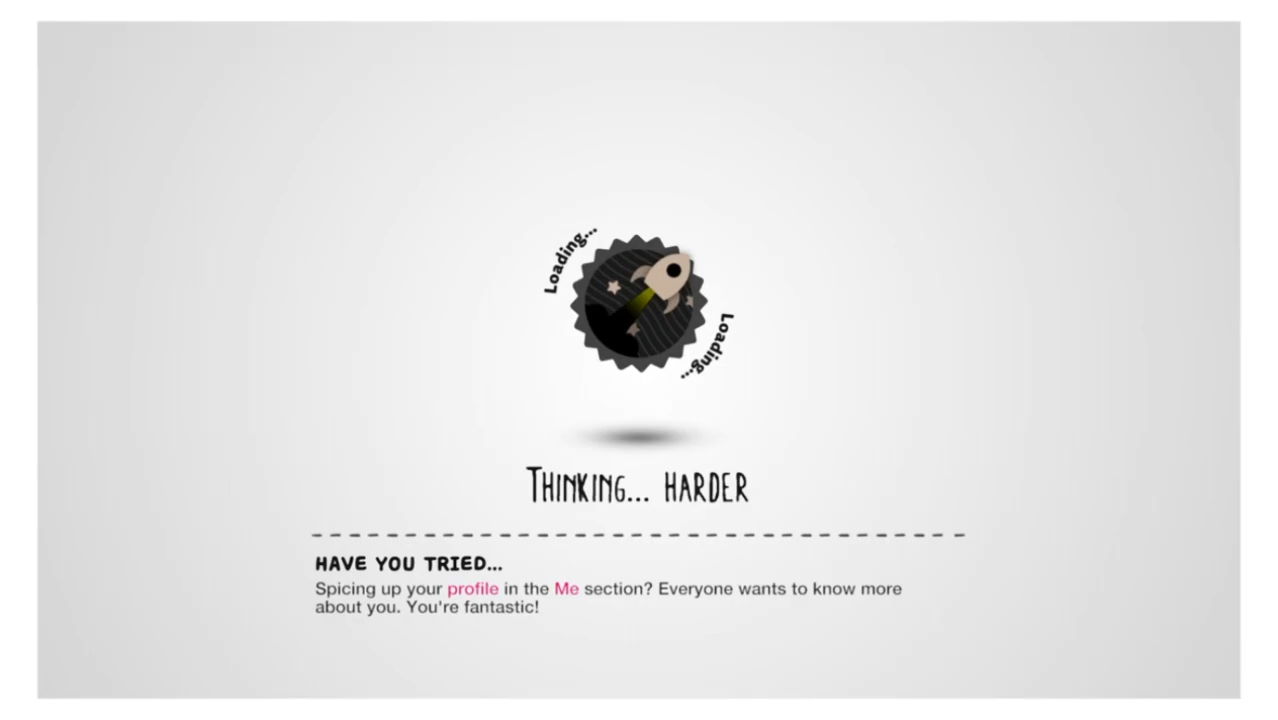 Loading...
Loading...
THINKING... HARDER
HAVE YOU TRIED...
Spicing up your profile in the Me section? Everyone wants to know more
about you. You're fantastic!